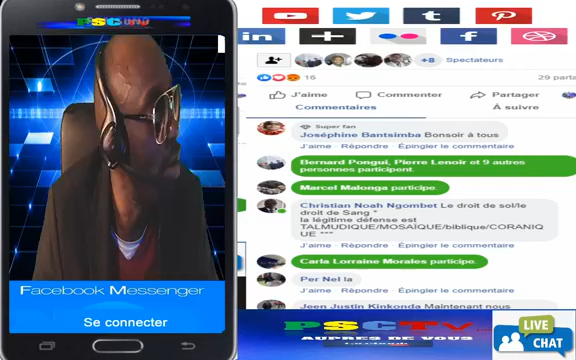 PSCTV
Facebook Messenger
Se connecter
in
+8 Spectateurs
16
29 parta
J'aime
Commenter
Partager
Commentaires
À suivre
Super fan
Joséphine Bantsimba Bonsoir à tous
J'aime · Répondre · Épingler le commentaire
Bernard Pongui, Pierre Lenoir et 9 autres
personnes participent.
Marcel Malonga participe.
Christian Noah Ngombet Le droit de sol/le
droit de Sang *
la légitime défense est
TALMUDIQUE/MOSAÏQUE/biblique/CORANIQ
UE ***
J'aime · Répondre · Épingler le commentaire
Carla Lorraine Morales participe.
Per Nel la
J'aime · Répondre · Épingler le commentaire
Jeen Justin Kinkonda Maintenant nous
PSCTV
AUPRES DE VOUS
LIVE
CHAT